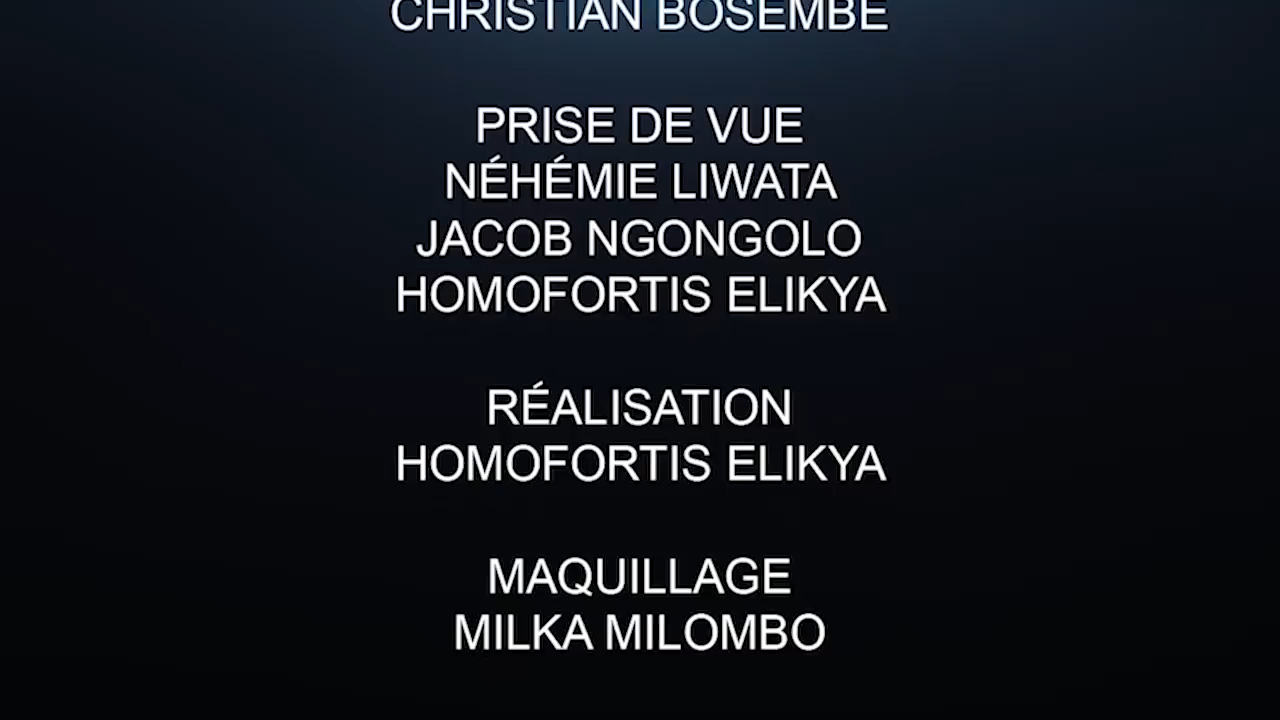 CHRISTIAN BOSEMBE
PRISE DE VUE
NÉHÉMIE LIWATA
JACOB NGONGOLO
HOMOFORTIS ELIKYA
RÉALISATION
HOMOFORTIS ELIKYA
MAQUILLAGE
MILKA MILOMBO